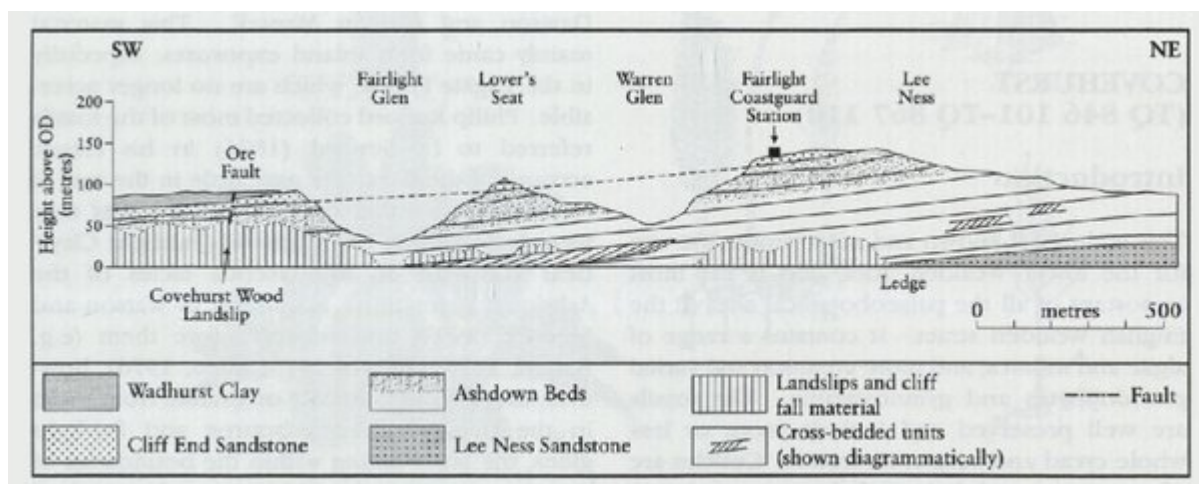 SW
NE
Fairlight
Glen
Lover's
Seat
Warren
Glen
Fairlight
Coastguard
Station
Lee
Ness
Height above OD
(metres)
200
150
100
50
0
Ore
Fault
Covehurst Wood
Landslip
Ledge
0 metres 500
Wadhurst Clay
Cliff End Sandstone
Ashdown Beds
Lee Ness Sandstone
Landslips and cliff
fall material
Cross-bedded units
(shown diagrammatically)
Fault